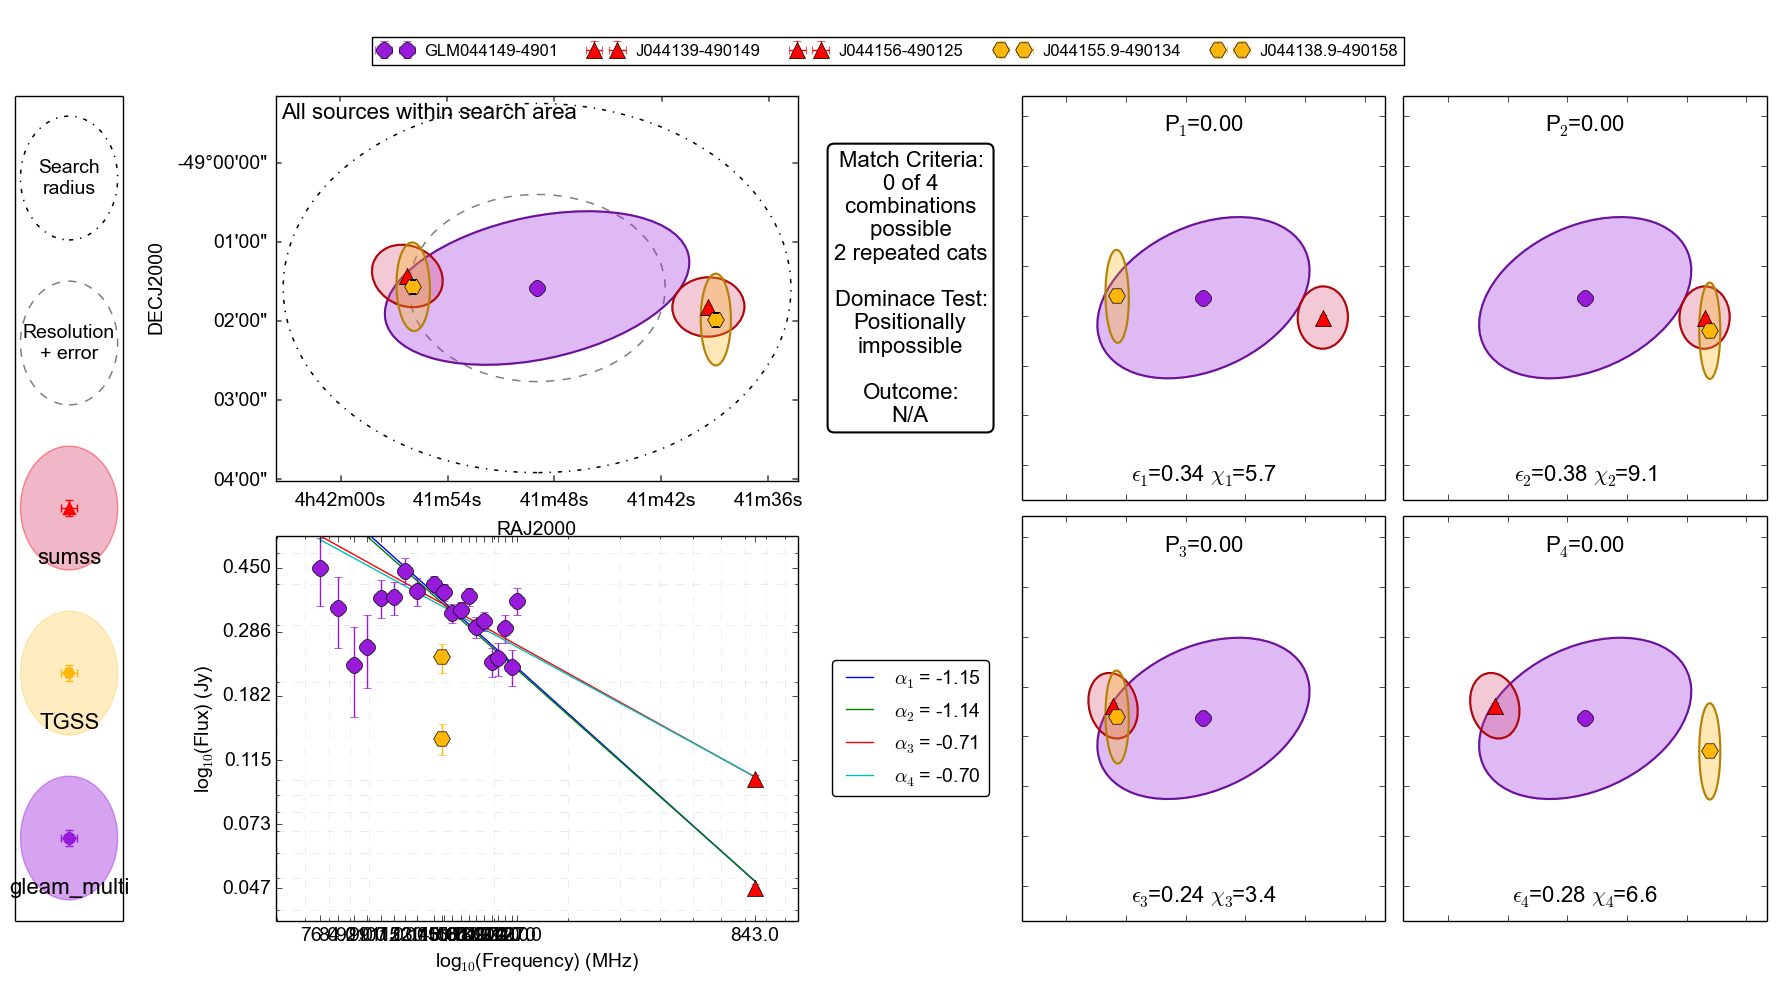 GLM044149-4901 J044139-490149 J044156-490125 J044155.9-490134 J044138.9-490158
Search
radius
Resolution
+ error
sumss
TGSS
gleam_multi
All sources within search area
DECJ2000
-49°00'00"
01'00"
02'00"
03'00"
04'00"
4h42m00s 41m54s 41m48s 41m42s 41m36s
RAJ2000
Match Criteria:
0 of 4
combinations
possible
2 repeated cats
Dominace Test:
Positionally
impossible
Outcome:
N/A
P1=0.00
ϵ1=0.34 χ1=5.7
P2=0.00
ϵ2=0.38 χ2=9.1
log10(Flux) (Jy)
0.450
0.286
0.182
0.115
0.073
0.047
843.0
log10(Frequency) (MHz)
α1 = -1.15
α2 = -1.14
α3 = -0.71
α4 = -0.70
P3=0.00
ϵ3=0.24 χ3=3.4
P4=0.00
ϵ4=0.28 χ4=6.6